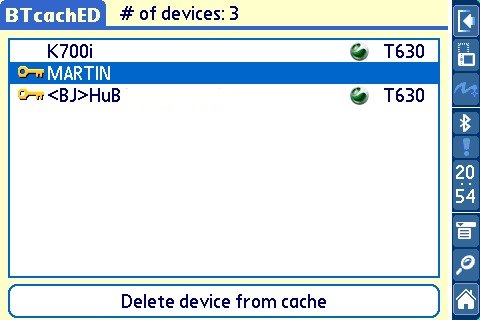 BTcachED # of devices: 3
K700i T630
MARTIN
<BJ>HuB T630
20
54
Delete device from cache